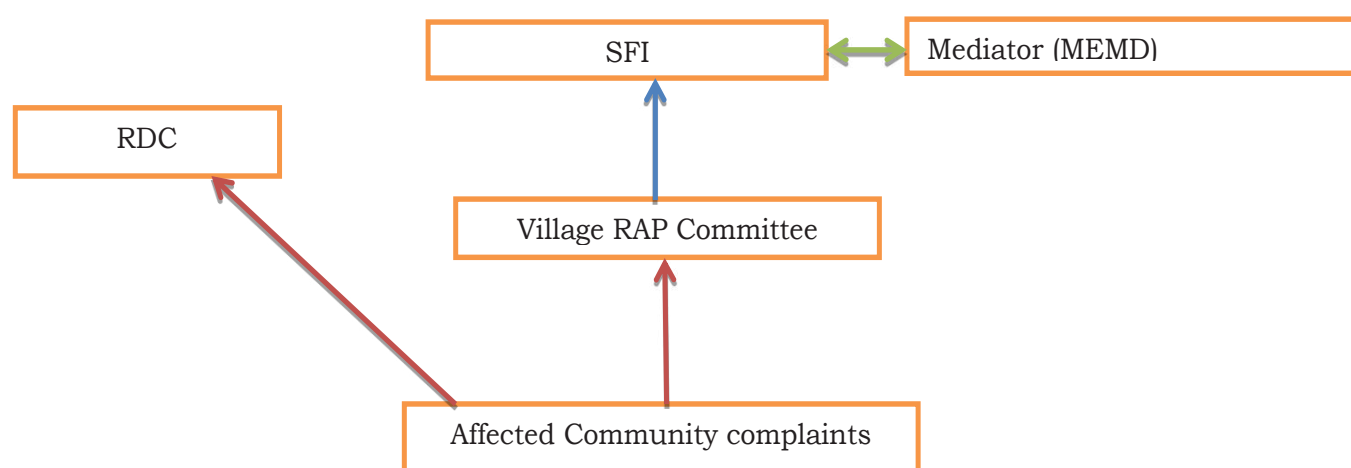 SFI
Mediator (MEMD)
RDC
Village RAP Committee
Affected Community complaints